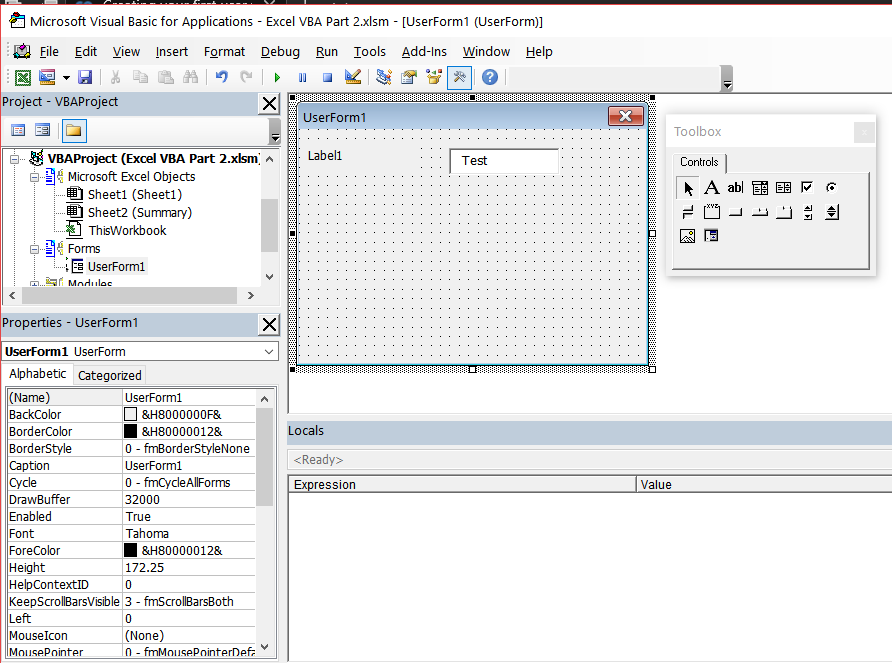 Microsoft Visual Basic for Applications - Excel VBA Part 2.xlsm - [UserForm1 (UserForm)]
File Edit View Insert Format Debug Run Tools Add-Ins Window Help
Project - VBAProject
VBAProject (Excel VBA Part 2.xlsm)
Microsoft Excel Objects
Sheet1 (Sheet1)
Sheet2 (Summary)
ThisWorkbook
Forms
UserForm1
Modules
Properties - UserForm1
UserForm1 UserForm
Alphabetic Categorized
(Name) UserForm1
BackColor &H8000000F&
BorderColor &H80000012&
BorderStyle 0 - fmBorderStyleNone
Caption UserForm1
Cycle 0 - fmCycleAllForms
DrawBuffer 32000
Enabled True
Font Tahoma
ForeColor &H80000012&
Height 172.25
HelpContextID 0
KeepScrollBarsVisible 3 - fmScrollBarsBoth
Left 0
MouseIcon (None)
MousePointer 0 - fmMousePointerDefa
UserForm1
Label1 Test
Toolbox
Controls
A abl
XYZ
Locals
<Ready>
Expression Value